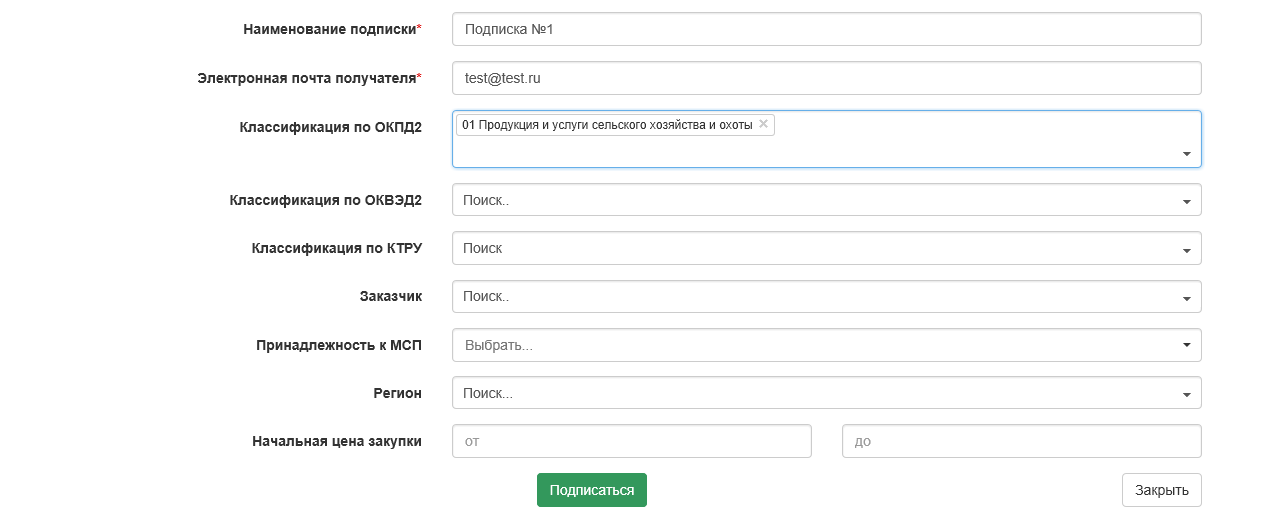 Наименование подписки* Подписка №1
Электронная почта получателя* test@test.ru
Классификация по ОКПД2 01 Продукция и услуги сельского хозяйства и охоты ×
Классификация по ОКВЭД2 Поиск..
Классификация по КТРУ Поиск
Заказчик Поиск..
Принадлежность к МСП Выбрать...
Регион Поиск...
Начальная цена закупки от до
Подписаться Закрыть